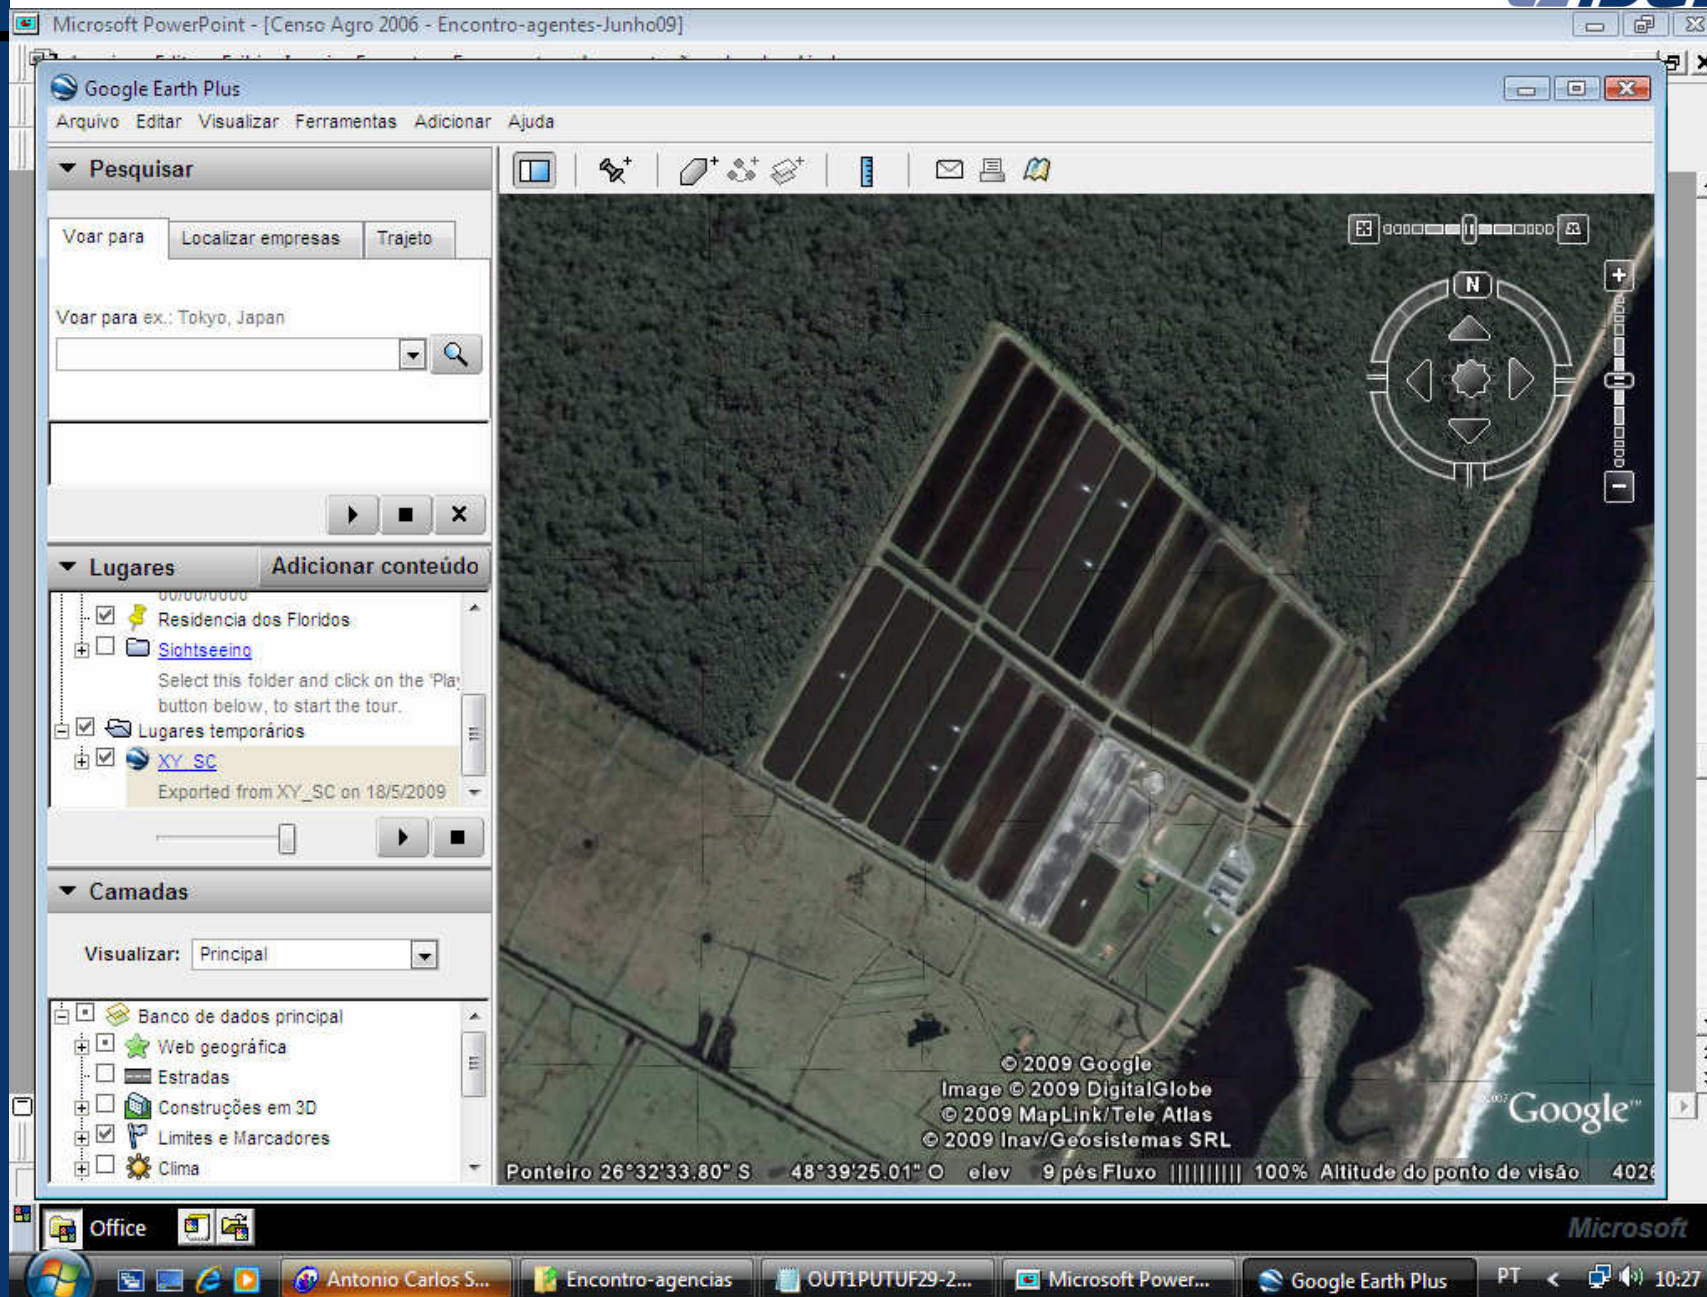 Microsoft PowerPoint - [Censo Agro 2006 - Encontro-agentes-Junho09]
Google Earth Plus
Arquivo Editar Visualizar Ferramentas Adicionar Ajuda
Pesquisar
Voar para Localizar empresas Trajeto
Voar para ex.: Tokyo, Japan
Lugares Adicionar conteúdo
00/00/0000
Residencia dos Floridos
Sightseeing
Select this folder and click on the 'Play
button below, to start the tour.
Lugares temporários
XY_SC
Exported from XY_SC on 18/5/2009
Camadas
Visualizar: Principal
Banco de dados principal
Web geográfica
Estradas
Construções em 3D
Limites e Marcadores
Clima
N
© 2009 Google
Image © 2009 DigitalGlobe
© 2009 MapLink/Tele Atlas
© 2009 Inav/Geosistemas SRL
©2007 Google™
Ponteiro 26°32'33.80" S 48°39'25.01" O elev 9 pés Fluxo |||||||||| 100% Altitude do ponto de visão 4026
Office
Microsoft
Antonio Carlos S... Encontro-agencias OUT1PUTUF29-2... Microsoft Power... Google Earth Plus PT 10:27